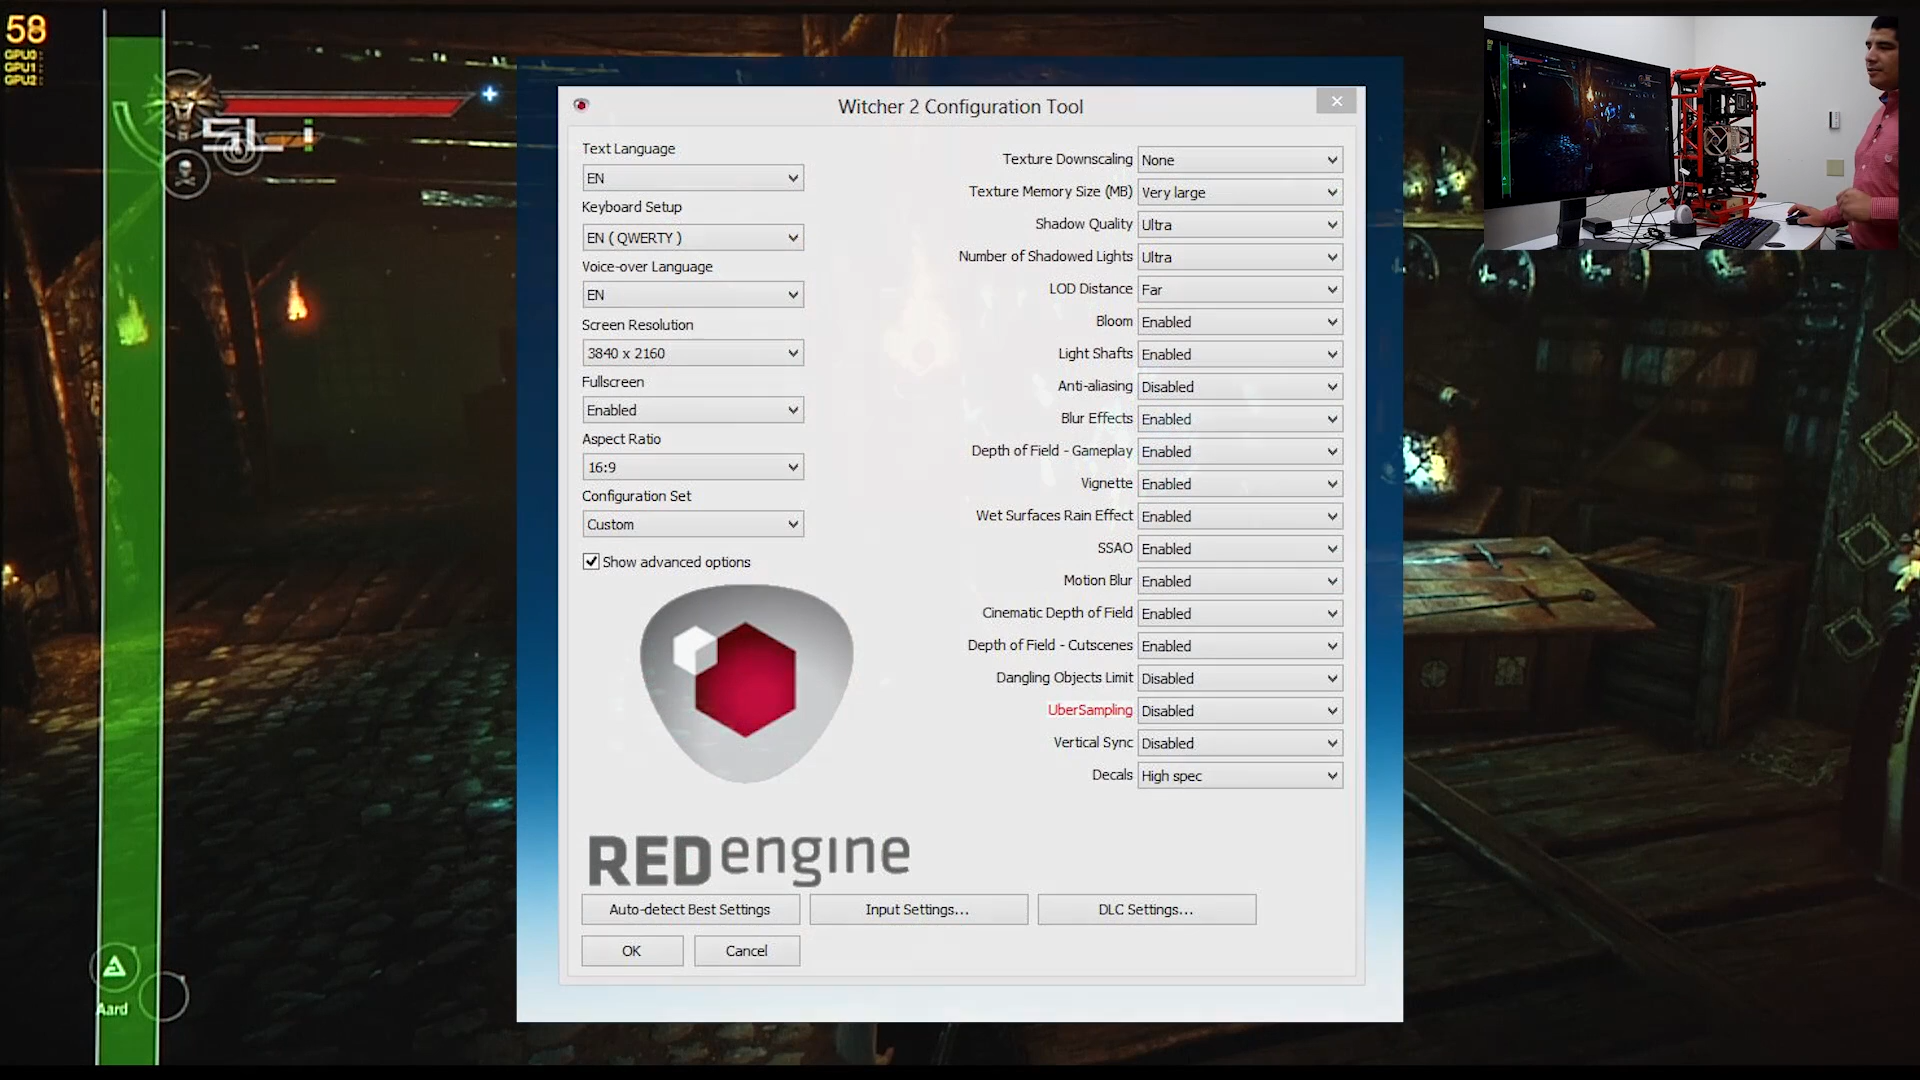 58
GPU0:
GPU1:
GPU2:
SLI
Aard
Witcher 2 Configuration Tool
Text Language
EN
Keyboard Setup
EN ( QWERTY )
Voice-over Language
EN
Screen Resolution
3840 x 2160
Fullscreen
Enabled
Aspect Ratio
16:9
Configuration Set
Custom
Show advanced options
Texture Downscaling None
Texture Memory Size (MB) Very large
Shadow Quality Ultra
Number of Shadowed Lights Ultra
LOD Distance Far
Bloom Enabled
Light Shafts Enabled
Anti-aliasing Disabled
Blur Effects Enabled
Depth of Field - Gameplay Enabled
Vignette Enabled
Wet Surfaces Rain Effect Enabled
SSAO Enabled
Motion Blur Enabled
Cinematic Depth of Field Enabled
Depth of Field - Cutscenes Enabled
Dangling Objects Limit Disabled
UberSampling Disabled
Vertical Sync Disabled
Decals High spec
REDengine
Auto-detect Best Settings Input Settings... DLC Settings...
OK Cancel